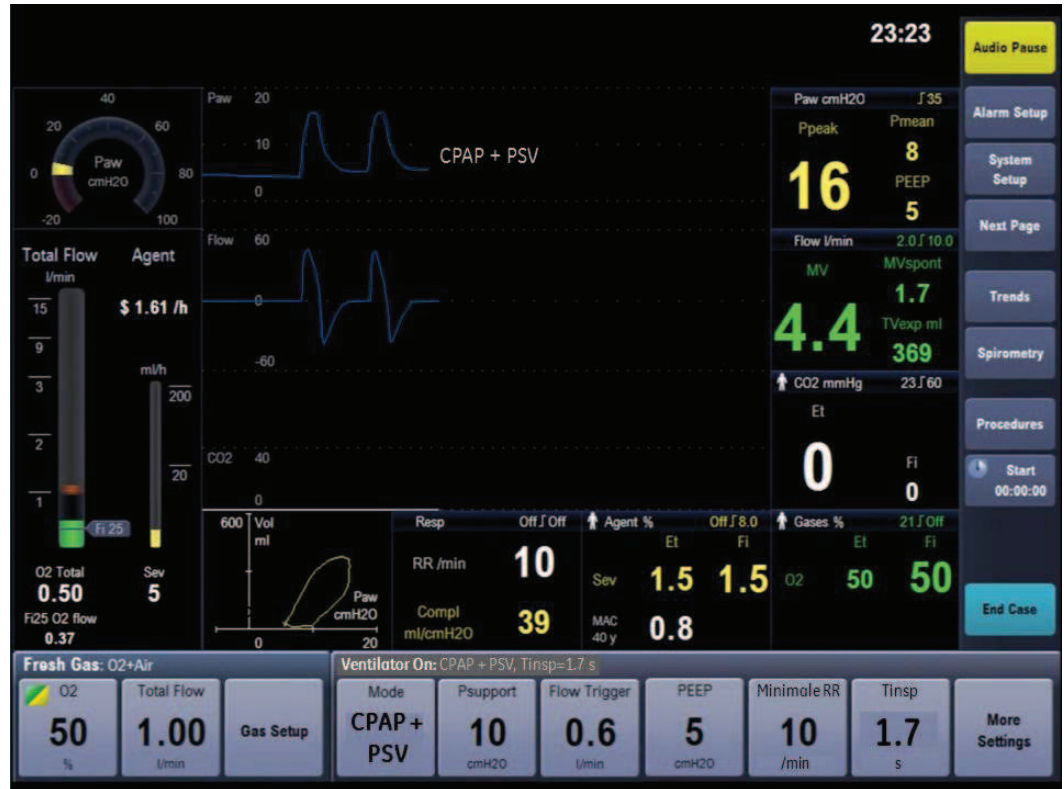 23:23
Audio Pause
Alarm Setup
System
Setup
Next Page
Trends
Spirometry
Procedures
Start
00:00:00
End Case
40
20
60
0
80
-20
100
Paw
cmH2O
Paw
20
10
0
CPAP + PSV
Paw cmH2O
35
Ppeak
Pmean
16
8
PEEP
5
Total Flow
l/min
Agent
$ 1.61 /h
15
9
3
2
1
Fi 25
ml/h
200
20
O2 Total
0.50
Fi25 O2 flow
0.37
Sev
5
Flow
60
0
-60
Flow l/min
2.0 10.0
MV
MVspont
4.4
1.7
TVexp ml
369
CO2
40
0
CO2 mmHg
23 60
Et
0
Fi
0
600
Vol
ml
Paw
cmH2O
0
20
Resp
Off Off
RR /min
10
Compl
ml/cmH2O
39
Agent %
Off 8.0
Et
Fi
Sev
1.5
1.5
MAC
40 y
0.8
Gases %
21 Off
Et
Fi
O2
50
50
Fresh Gas: O2+Air
O2
50
%
Total Flow
1.00
l/min
Gas Setup
Ventilator On: CPAP + PSV, Tinsp=1.7 s
Mode
CPAP +
PSV
Psupport
10
cmH2O
Flow Trigger
0.6
l/min
PEEP
5
cmH2O
Minimale RR
10
/min
Tinsp
1.7
s
More
Settings